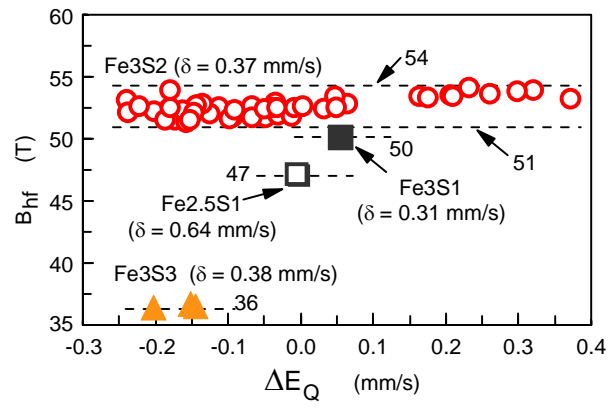 60
55
50
45
40
35
B_hf (T)
Fe3S2 (δ = 0.37 mm/s)
54
50
51
47
Fe3S1
(δ = 0.31 mm/s)
Fe2.5S1
(δ = 0.64 mm/s)
Fe3S3 (δ = 0.38 mm/s)
36
-0.3 -0.2 -0.1 0.0 0.1 0.2 0.3 0.4
ΔE_Q (mm/s)